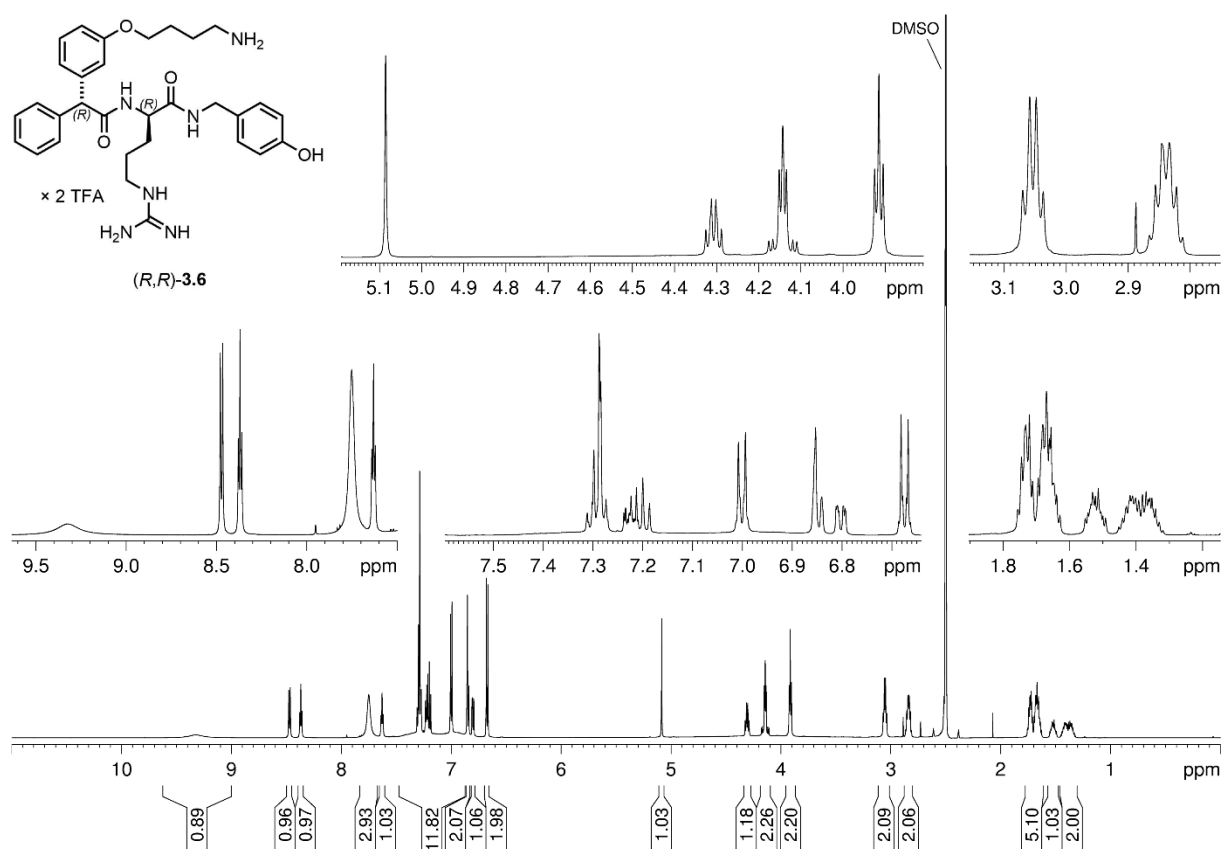 O
NH2
DMSO
(R)
O
H
N
(R)
O
N
H
OH
× 2 TFA
NH
H2N
NH
(R,R)-3.6
5.1 5.0 4.9 4.8 4.7 4.6 4.5 4.4 4.3 4.2 4.1 4.0 ppm
3.1 3.0 2.9 ppm
9.5 9.0 8.5 8.0 ppm
7.5 7.4 7.3 7.2 7.1 7.0 6.9 6.8 ppm
1.8 1.6 1.4 ppm
10 9 8 7 6 5 4 3 2 1 ppm
0.89 0.96 0.97 2.93 1.03 11.82 2.07 1.06 1.98 1.03 1.18 2.26 2.20 2.09 2.06 5.10 1.03 2.00